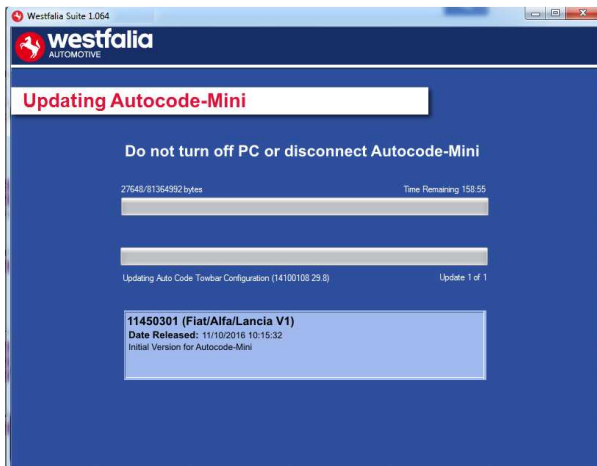 Westfalia Suite 1.064
westfalia
AUTOMOTIVE
Updating Autocode-Mini
Do not turn off PC or disconnect Autocode-Mini
27648/81364992 bytes
Time Remaining 158:55
Updating Auto Code Towbar Configuration (14100108 29.8)
Update 1 of 1
11450301 (Fiat/Alfa/Lancia V1)
Date Released: 11/10/2016 10:15:32
Initial Version for Autocode-Mini